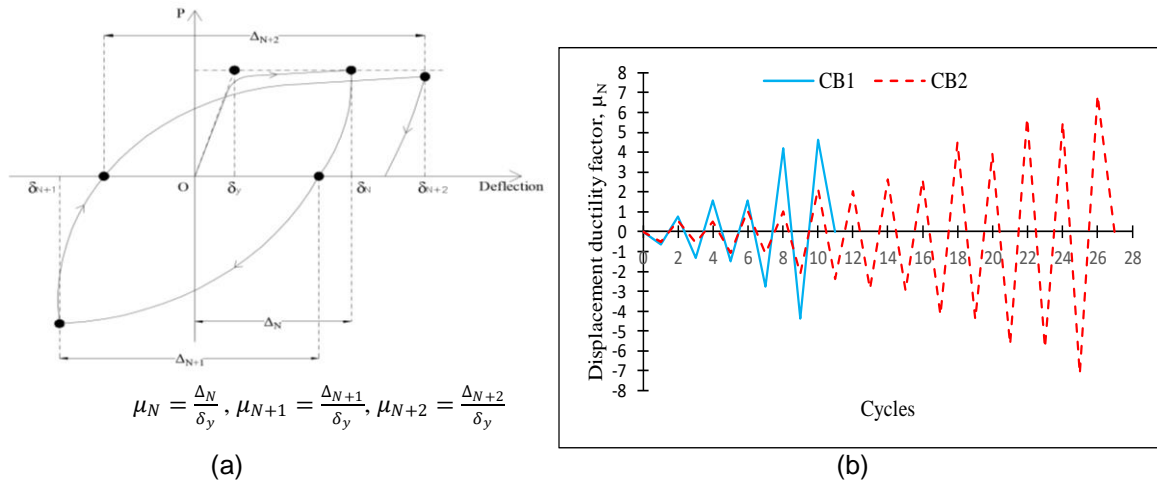 P
ΔN+2
δN+1
O
δy
δN
δN+2
Deflection
ΔN
ΔN+1
μN = ΔN/δy , μN+1 = ΔN+1/δy, μN+2 = ΔN+2/δy
(a)
CB1 CB2
Displacement ductility factor, μN
8
7
6
5
4
3
2
1
0
-1
-2
-3
-4
-5
-6
-7
-8
0 2 4 6 8 10 12 14 16 18 20 22 24 26 28
Cycles
(b)